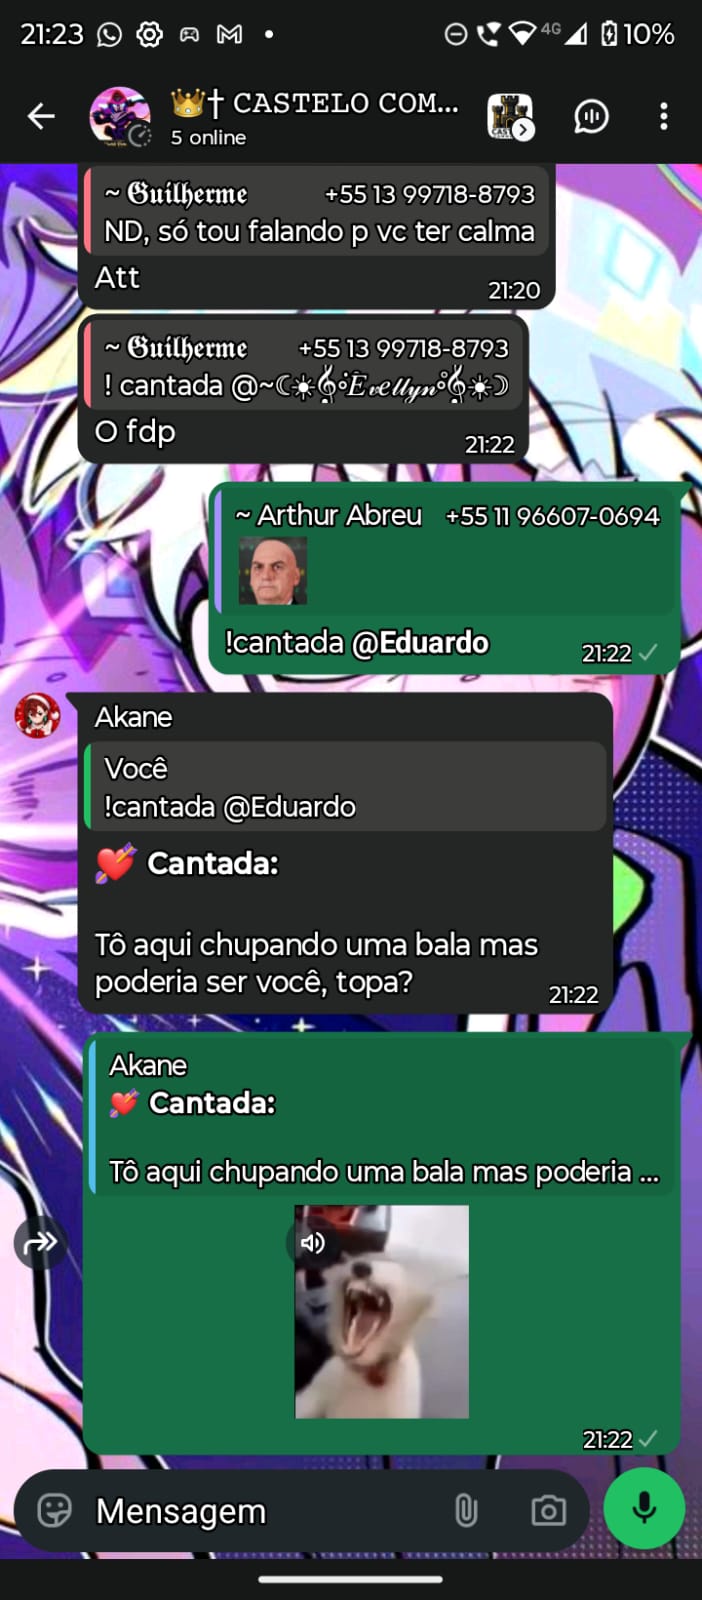 21:23 4G 10%
👑† CASTELO COM...
5 online
~ 𝕲𝖚𝖎𝖑𝖍𝖊𝖗𝖒𝖊 +55 13 99718-8793
ND, só tou falando p vc ter calma
Att
21:20
~ 𝕲𝖚𝖎𝖑𝖍𝖊𝖗𝖒𝖊 +55 13 99718-8793
! cantada @~☾☀𝄞°𝓔𝓿𝓮𝓵𝓵𝔂𝓷°𝄞☀☽
O fdp
21:22
~ Arthur Abreu +55 11 96607-0694
!cantada @Eduardo
21:22
Akane
Você
!cantada @Eduardo
💘 Cantada:
Tô aqui chupando uma bala mas
poderia ser você, topa?
21:22
Akane
💘 Cantada:
Tô aqui chupando uma bala mas poderia ...
21:22
Mensagem